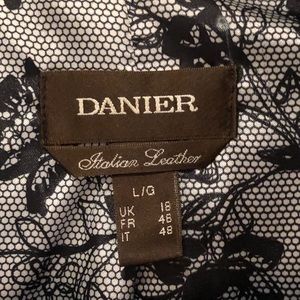 DANIER
Italian Leather
L/G
UK 18
FR 46
IT 48